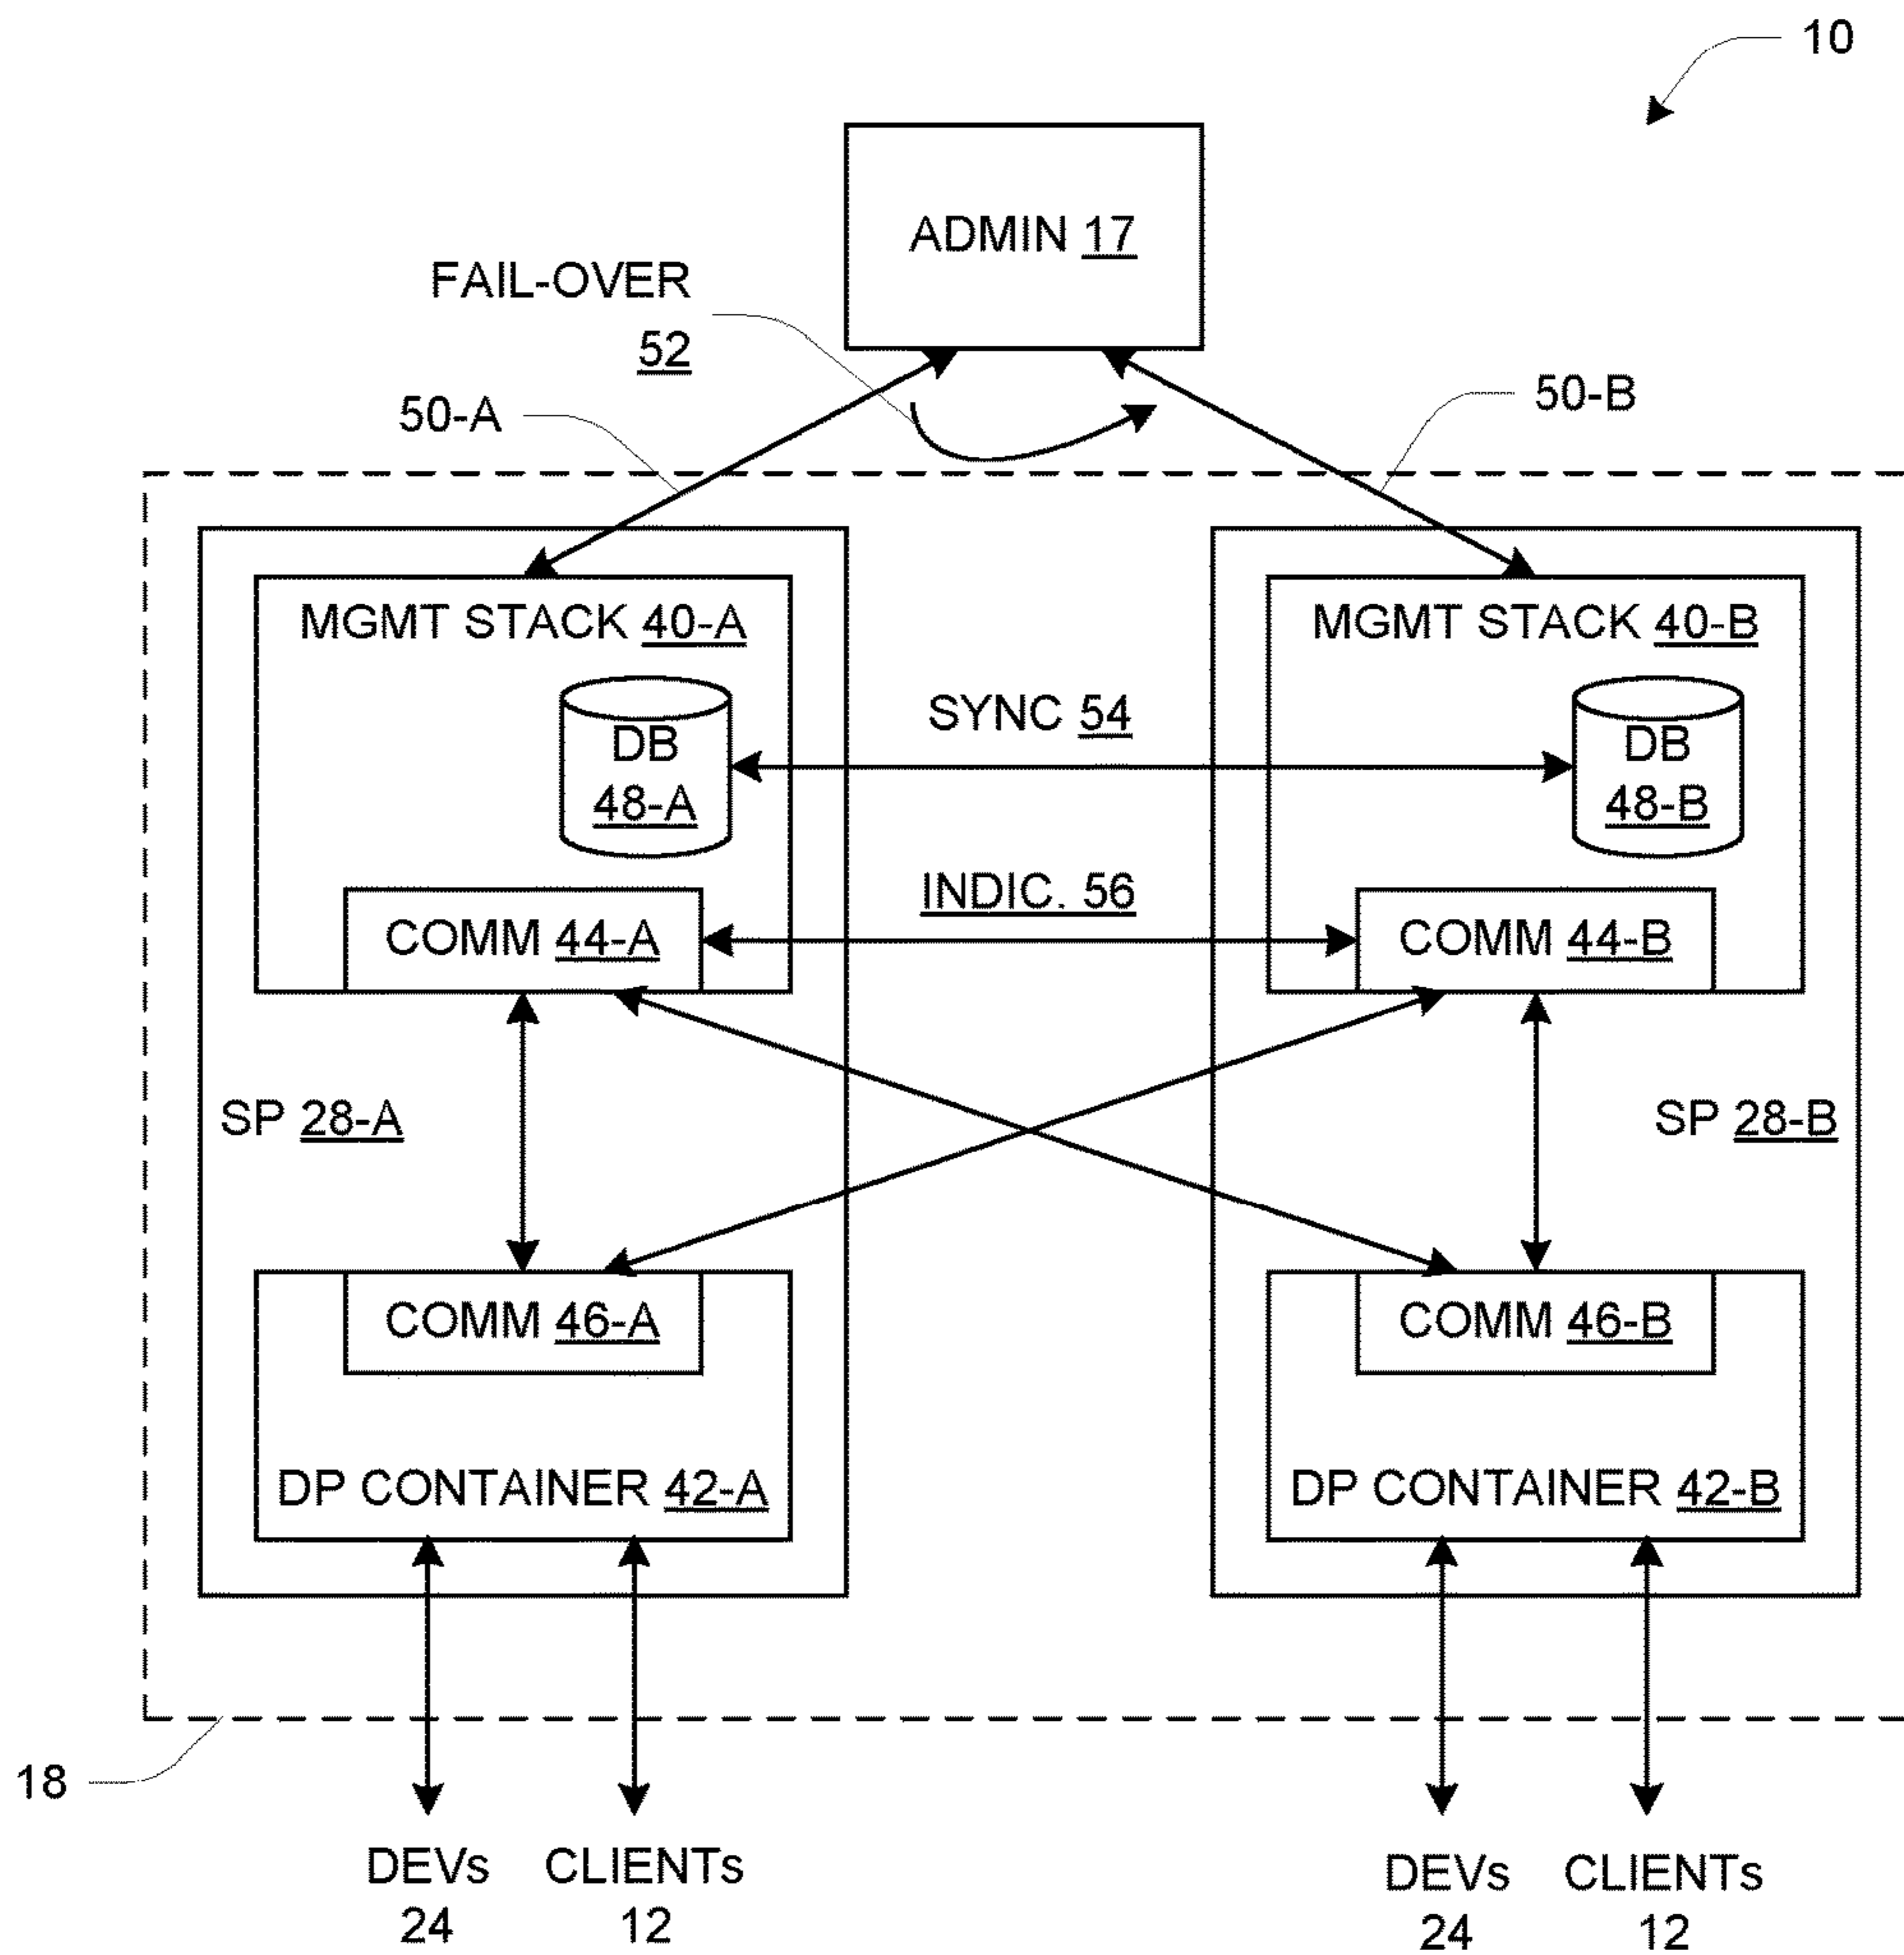 10
ADMIN 17
FAIL-OVER
52
50-A
50-B
MGMT STACK 40-A
MGMT STACK 40-B
DB
48-A
SYNC 54
DB
48-B
INDIC. 56
COMM 44-A
COMM 44-B
SP 28-A
SP 28-B
COMM 46-A
COMM 46-B
DP CONTAINER 42-A
DP CONTAINER 42-B
18
DEVs
24
CLIENTs
12
DEVs
24
CLIENTs
12